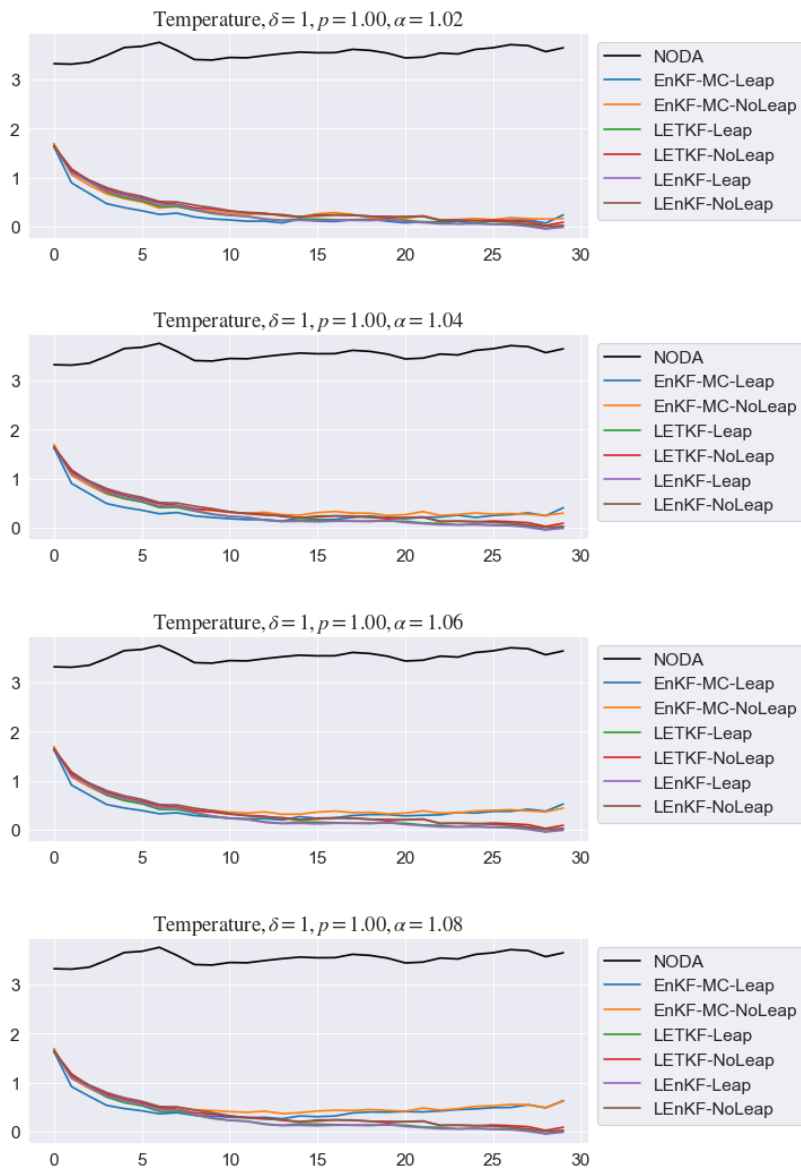 Temperature, δ = 1, p = 1.00, α = 1.02
3
2
1
0
0 5 10 15 20 25 30
NODA
EnKF-MC-Leap
EnKF-MC-NoLeap
LETKF-Leap
LETKF-NoLeap
LEnKF-Leap
LEnKF-NoLeap
Temperature, δ = 1, p = 1.00, α = 1.04
3
2
1
0
0 5 10 15 20 25 30
NODA
EnKF-MC-Leap
EnKF-MC-NoLeap
LETKF-Leap
LETKF-NoLeap
LEnKF-Leap
LEnKF-NoLeap
Temperature, δ = 1, p = 1.00, α = 1.06
3
2
1
0
0 5 10 15 20 25 30
NODA
EnKF-MC-Leap
EnKF-MC-NoLeap
LETKF-Leap
LETKF-NoLeap
LEnKF-Leap
LEnKF-NoLeap
Temperature, δ = 1, p = 1.00, α = 1.08
3
2
1
0
0 5 10 15 20 25 30
NODA
EnKF-MC-Leap
EnKF-MC-NoLeap
LETKF-Leap
LETKF-NoLeap
LEnKF-Leap
LEnKF-NoLeap